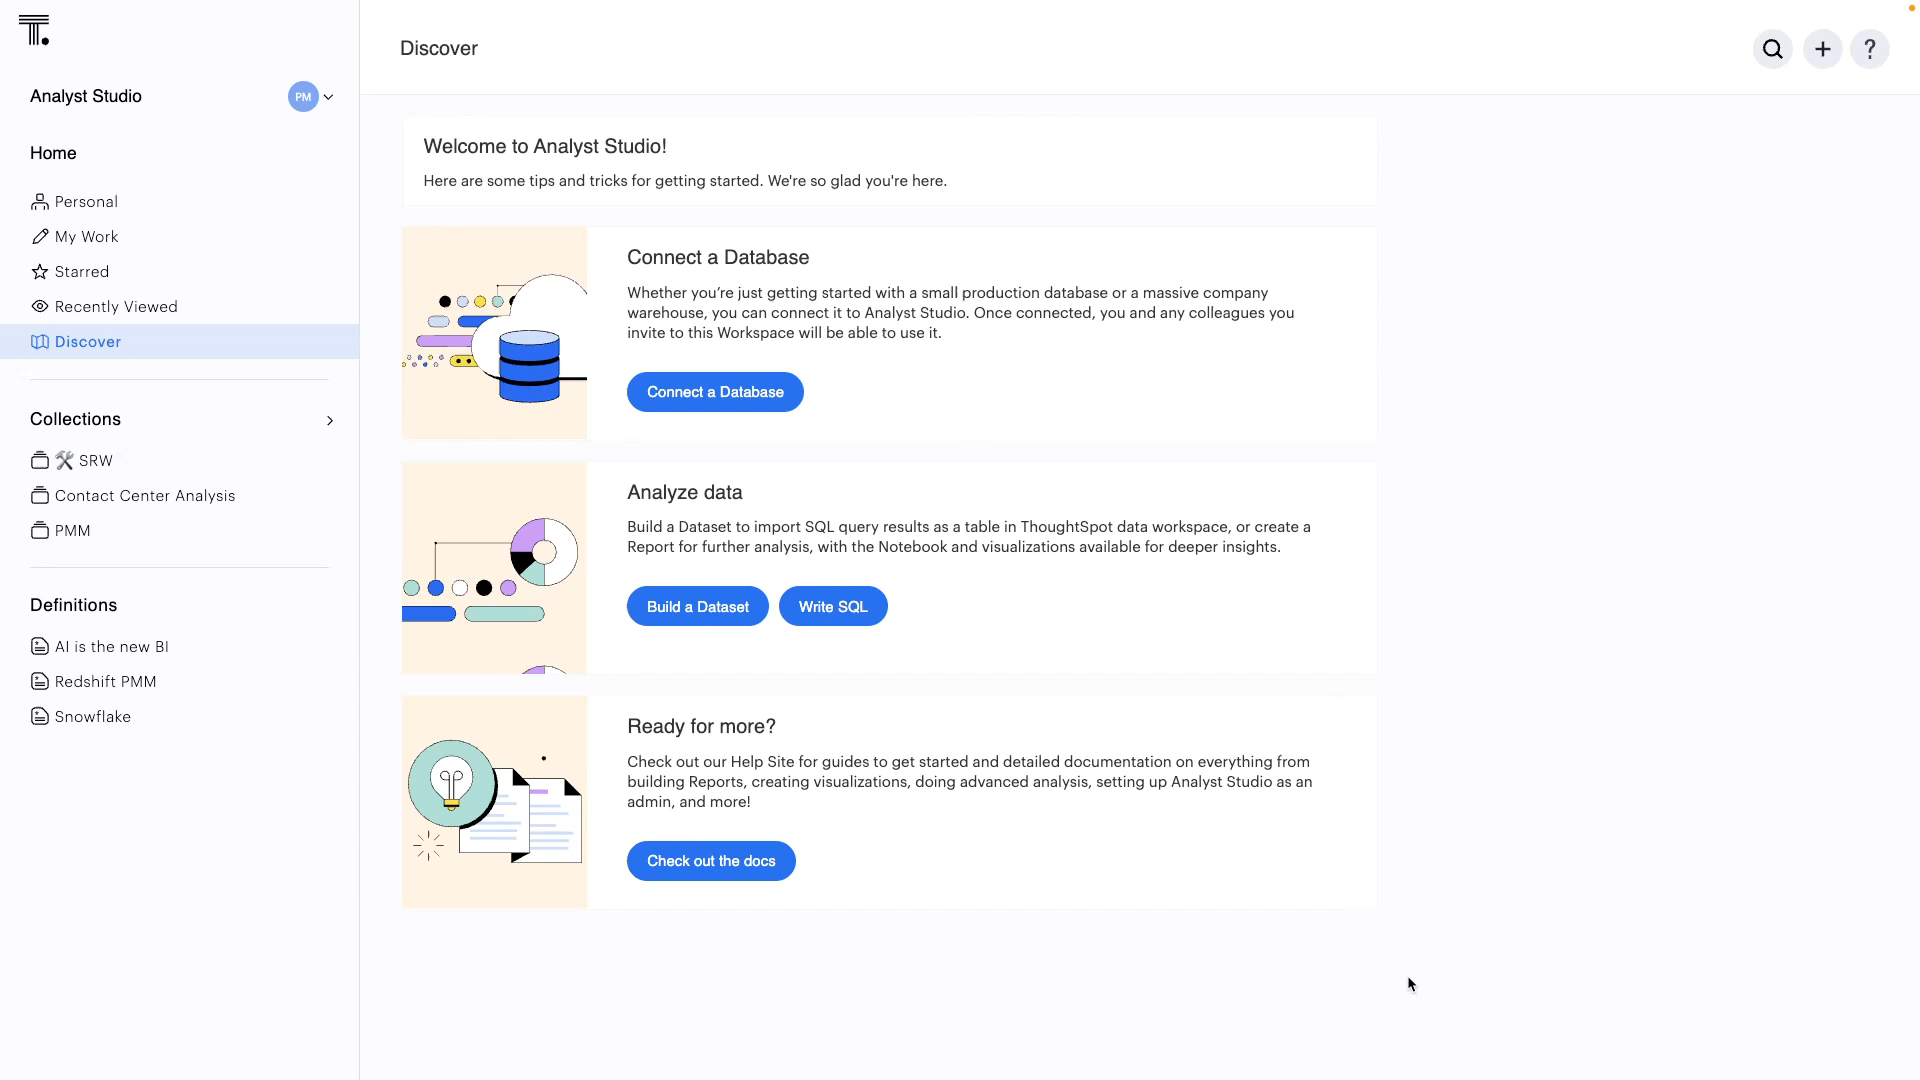 T.
Analyst Studio
PM
Home
Personal
My Work
Starred
Recently Viewed
Discover
Collections
🛠️ SRW
Contact Center Analysis
PMM
Definitions
AI is the new BI
Redshift PMM
Snowflake
Discover
?
Welcome to Analyst Studio!
Here are some tips and tricks for getting started. We're so glad you're here.
Connect a Database
Whether you're just getting started with a small production database or a massive company
warehouse, you can connect it to Analyst Studio. Once connected, you and any colleagues you
invite to this Workspace will be able to use it.
Connect a Database
Analyze data
Build a Dataset to import SQL query results as a table in ThoughtSpot data workspace, or create a
Report for further analysis, with the Notebook and visualizations available for deeper insights.
Build a Dataset
Write SQL
Ready for more?
Check out our Help Site for guides to get started and detailed documentation on everything from
building Reports, creating visualizations, doing advanced analysis, setting up Analyst Studio as an
admin, and more!
Check out the docs